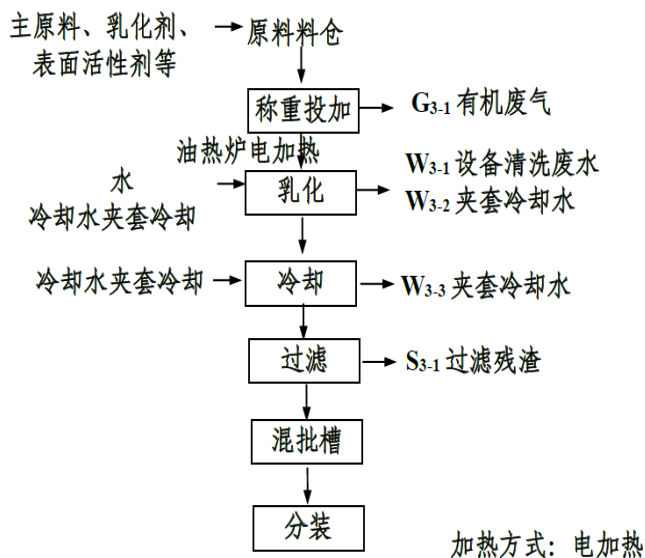 主原料、乳化剂、
表面活性剂等
原料料仓
称重投加
G3-1 有机废气
油热炉电加热
水
冷却水夹套冷却
乳化
W3-1 设备清洗废水
W3-2 夹套冷却水
冷却水夹套冷却
冷却
W3-3 夹套冷却水
过滤
S3-1 过滤残渣
混批槽
分装
加热方式：电加热